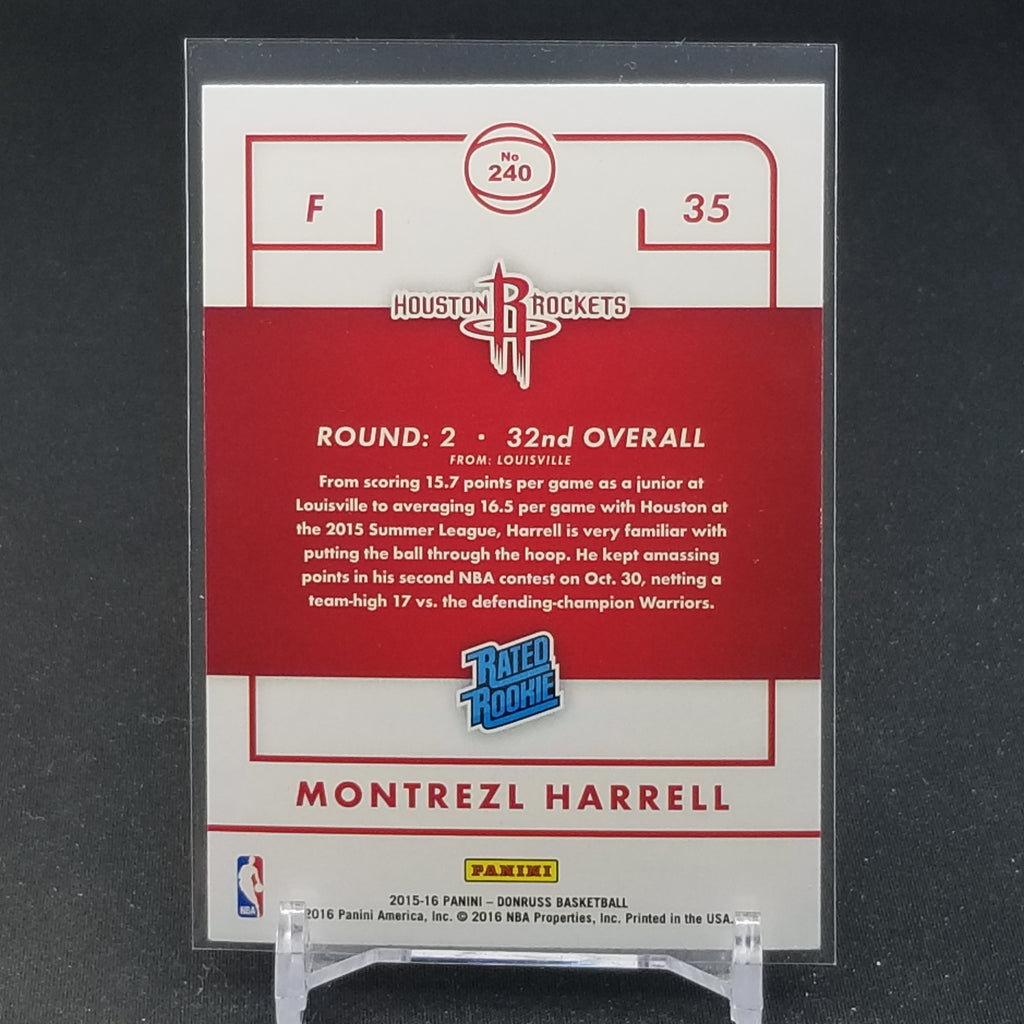 No
240
F
35
HOUSTON R ROCKETS
ROUND: 2 · 32nd OVERALL
FROM: LOUISVILLE
From scoring 15.7 points per game as a junior at
Louisville to averaging 16.5 per game with Houston at
the 2015 Summer League, Harrell is very familiar with
putting the ball through the hoop. He kept amassing
points in his second NBA contest on Oct. 30, netting a
team-high 17 vs. the defending-champion Warriors.
RATED
ROOKIE
MONTREZL HARRELL
NBA
PANINI
2015-16 PANINI – DONRUSS BASKETBALL
2016 Panini America, Inc. © 2016 NBA Properties, Inc. Printed in the USA.